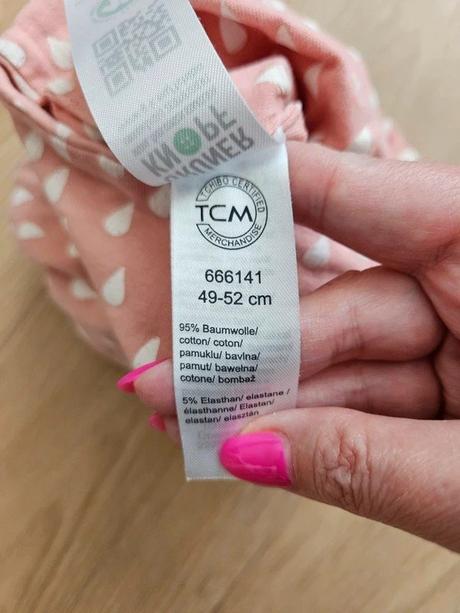 GRÜNER
KNOPF
TCHIBO CERTIFIED
TCM
MERCHANDISE
666141
49-52 cm
95% Baumwolle/
cotton/ coton/
pamuklu/ bavlna/
pamut/ bawełna/
cotone/ bombaž
5% Elasthan/ elastane /
élasthanne/ Elastan/
elastan/ elasztán